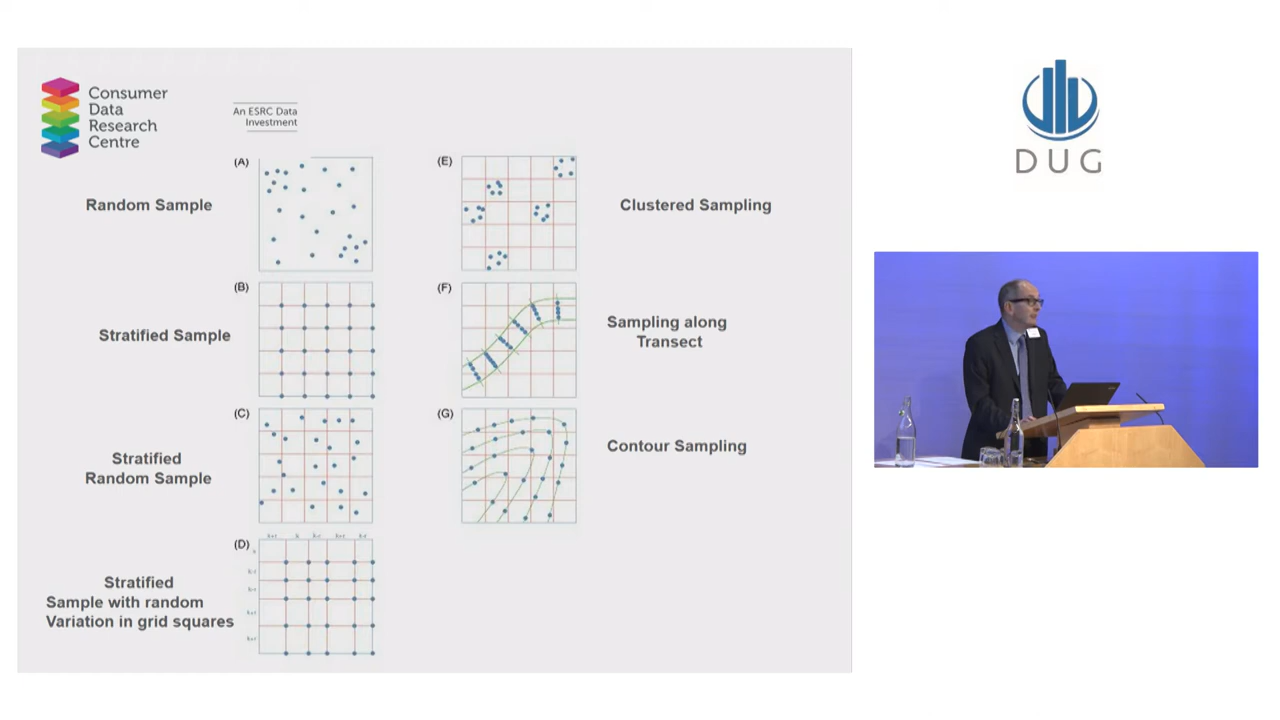 Consumer
Data
Research
Centre
An ESRC Data
Investment
DUG
(A)
Random Sample
(B)
Stratified Sample
(C)
Stratified
Random Sample
(D)
Stratified
Sample with random
Variation in grid squares
(E)
Clustered Sampling
(F)
Sampling along
Transect
(G)
Contour Sampling